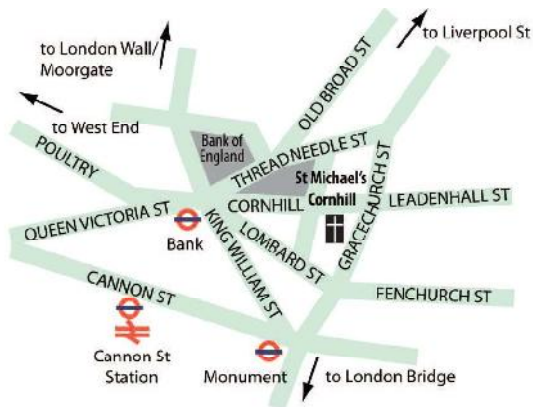 to London Wall/
Moorgate
to Liverpool St
OLD BROAD ST
to West End
Bank of
England
THREADNEEDLE ST
POULTRY
St Michael's
Cornhill
GRACECHURCH ST
CORNHILL
LEADENHALL ST
QUEEN VICTORIA ST
Bank
KING WILLIAM ST
LOMBARD ST
CANNON ST
FENCHURCH ST
Cannon St
Station
Monument
to London Bridge